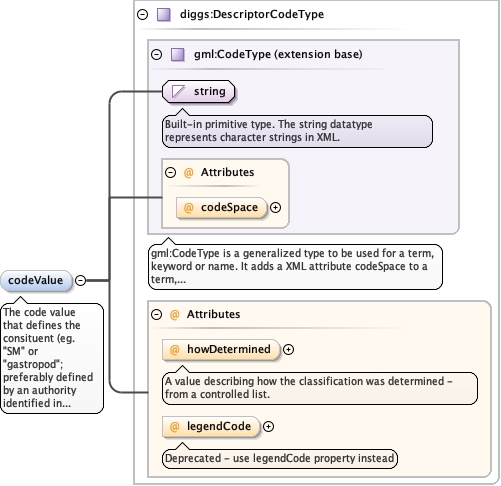 diggs:DescriptorCodeType
gml:CodeType (extension base)
string
Built-in primitive type. The string datatype
represents character strings in XML.
@ Attributes
@ codeSpace
gml:CodeType is a generalized type to be used for a term,
keyword or name. It adds a XML attribute codeSpace to a
term,...
codeValue
The code value
that defines the
consituent (eg.
"SM" or
"gastropod";
preferably defined
by an authority
identified in...
@ Attributes
@ howDetermined
A value describing how the classification was determined -
from a controlled list.
@ legendCode
Deprecated - use legendCode property instead